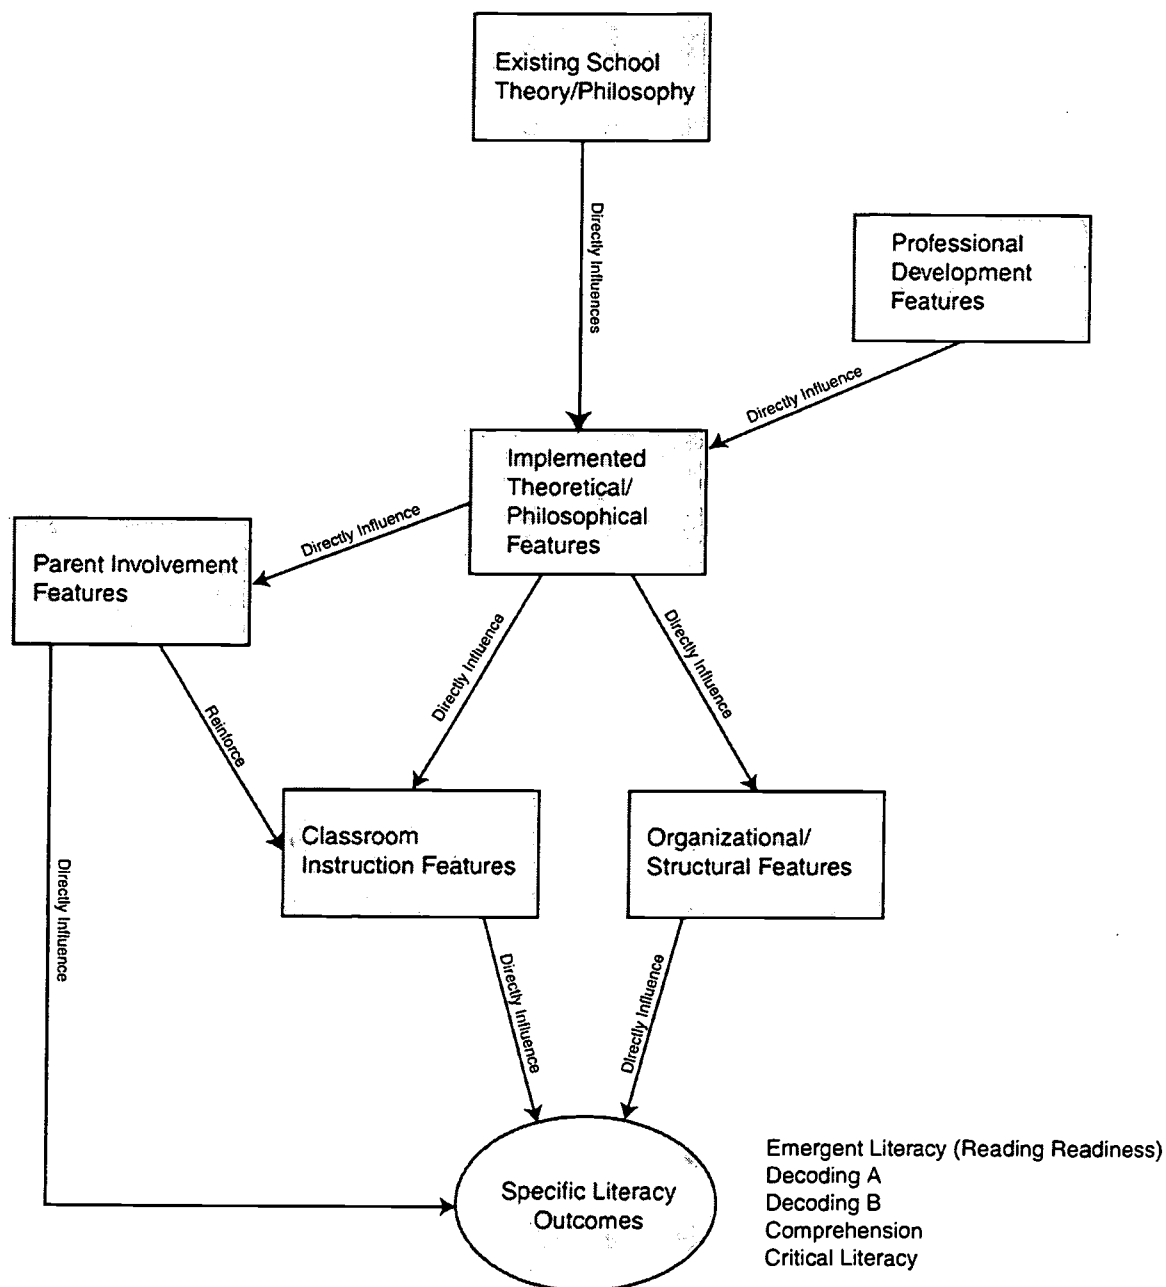 Existing School
Theory/Philosophy
Directly Influences
Professional
Development
Features
Directly Influence
Implemented
Theoretical/
Philosophical
Features
Directly Influence
Parent Involvement
Features
Directly Influence
Directly Influence
Reinforce
Classroom
Instruction Features
Organizational/
Structural Features
Directly Influence
Directly Influence
Directly Influence
Specific Literacy
Outcomes
Emergent Literacy (Reading Readiness)
Decoding A
Decoding B
Comprehension
Critical Literacy